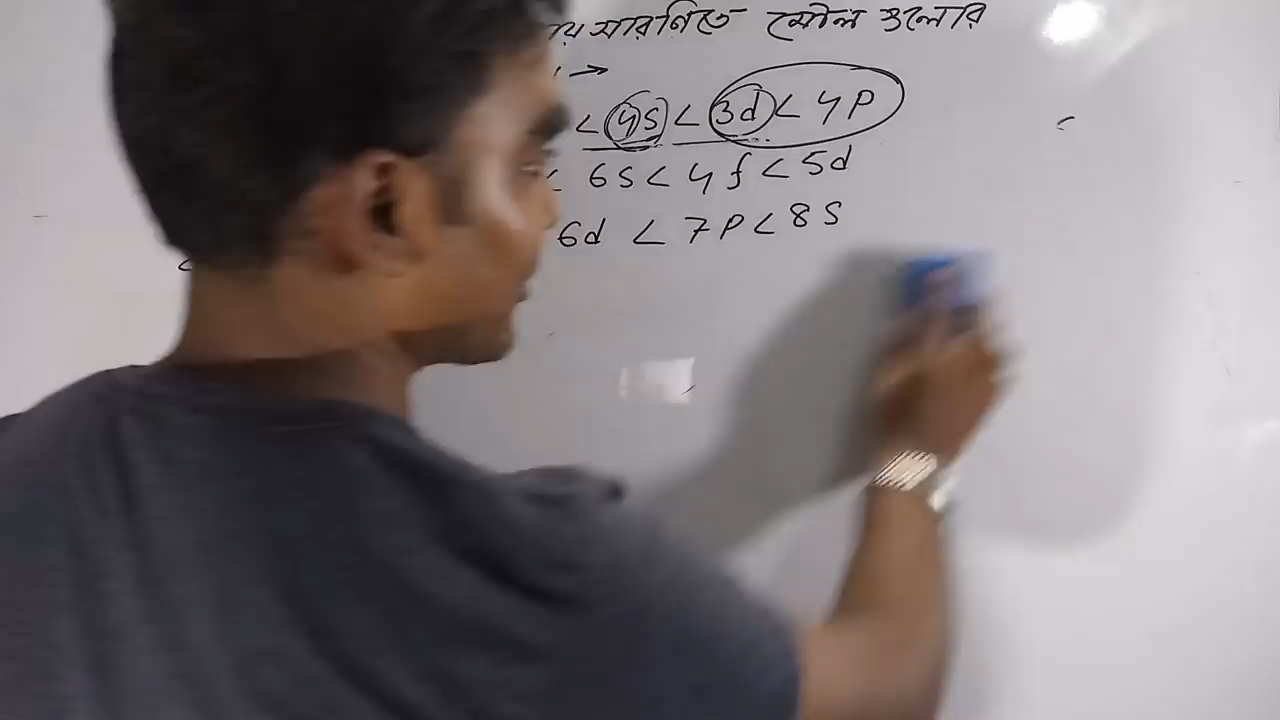 সারণিতে মৌল গুলোর
→
< 4s < 3d < 4p
< 6s < 4f < 5d
6d < 7p < 8s